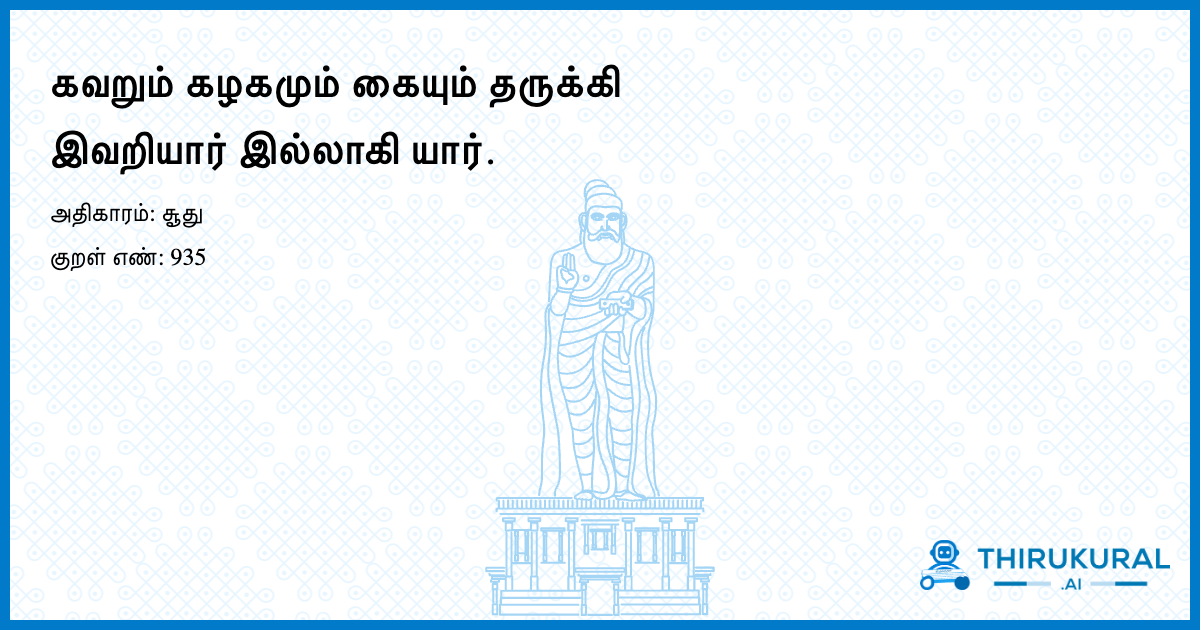 கவறும் கழகமும் கையும் தருக்கி
இவறியார் இல்லாகி யார்.
அதிகாரம்: சூது
குறள் எண்: 935
THIRUKURAL
.AI